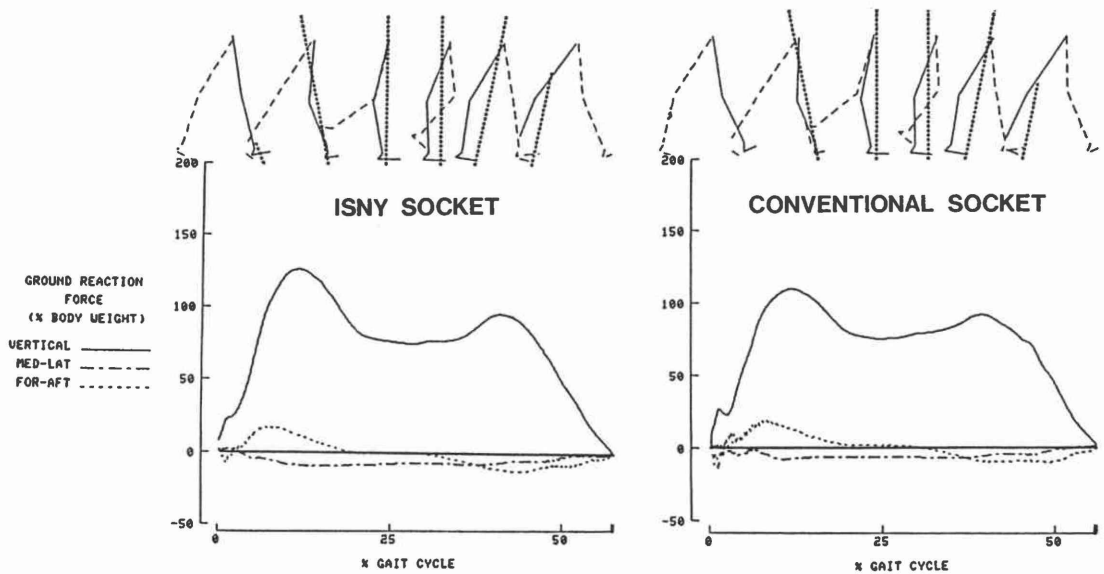 ISNY SOCKET
CONVENTIONAL SOCKET
GROUND REACTION
FORCE
(% BODY WEIGHT)
VERTICAL
MED-LAT
FOR-AFT
200
150
100
50
0
-50
0
25
50
% GAIT CYCLE
200
150
100
50
0
-50
0
25
50
% GAIT CYCLE